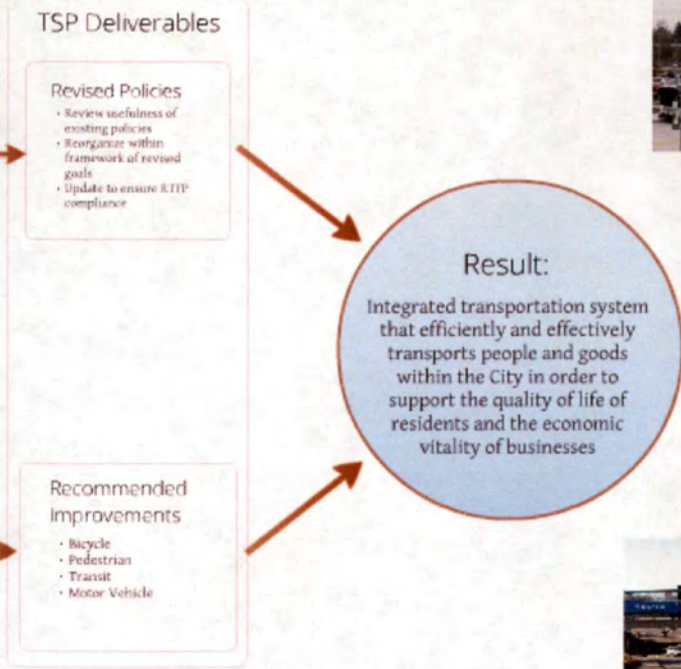 TSP Deliverables
Revised Policies
• Review usefulness of
existing policies
• Reorganize within
framework of revised
goals
• Update to ensure RTFP
compliance
Result:
Integrated transportation system
that efficiently and effectively
transports people and goods
within the City in order to
support the quality of life of
residents and the economic
vitality of businesses
Recommended
Improvements
• Bicycle
• Pedestrian
• Transit
• Motor Vehicle